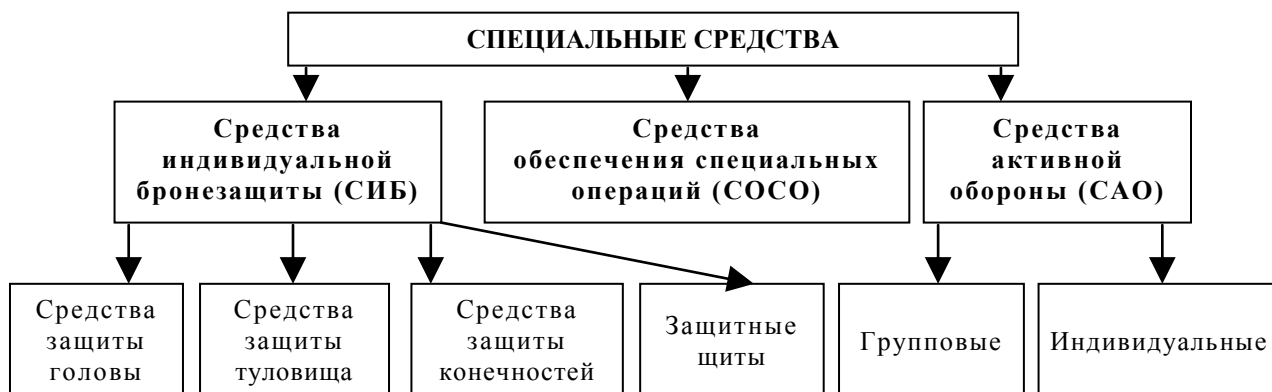 СПЕЦИАЛЬНЫЕ СРЕДСТВА
Средства
индивидуальной
бронезащиты (СИБ)
Средства
обеспечения специальных
операций (СОСО)
Средства
активной
обороны (САО)
Средства
защиты
головы
Средства
защиты
туловища
Средства
защиты
конечностей
Защитные
щиты
Групповые
Индивидуальные